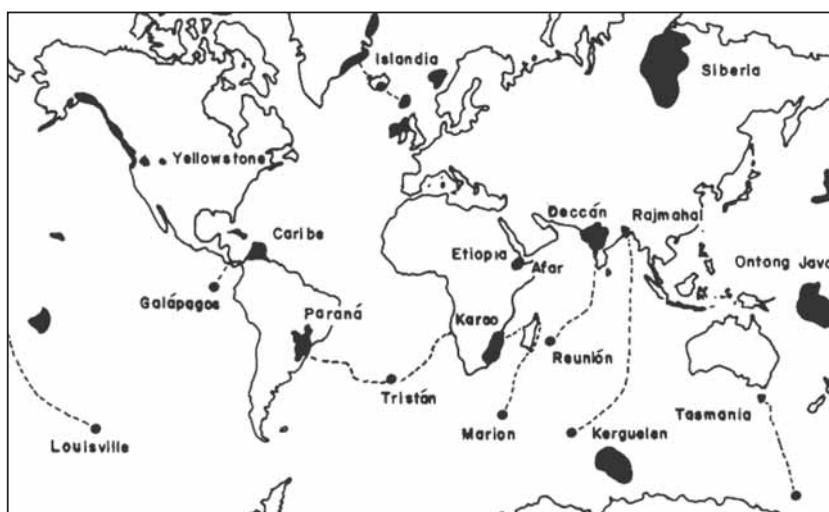 Islandia
Siberia
Yellowstone
Caribe
Deccán
Rajmahal
Etiopia
Afar
Ontong Java
Galápagos
Paraná
Karoo
Reunión
Tristán
Tasmania
Louisville
Marion
Kerguelen